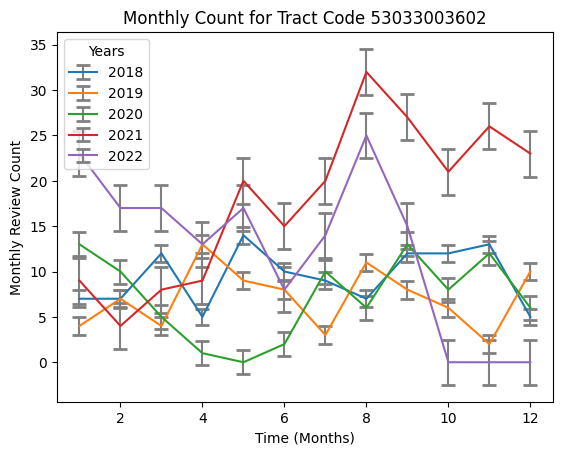 Monthly Count for Tract Code 53033003602
Years
2018
2019
2020
2021
2022
35
30
25
20
15
10
5
0
Monthly Review Count
2 4 6 8 10 12
Time (Months)